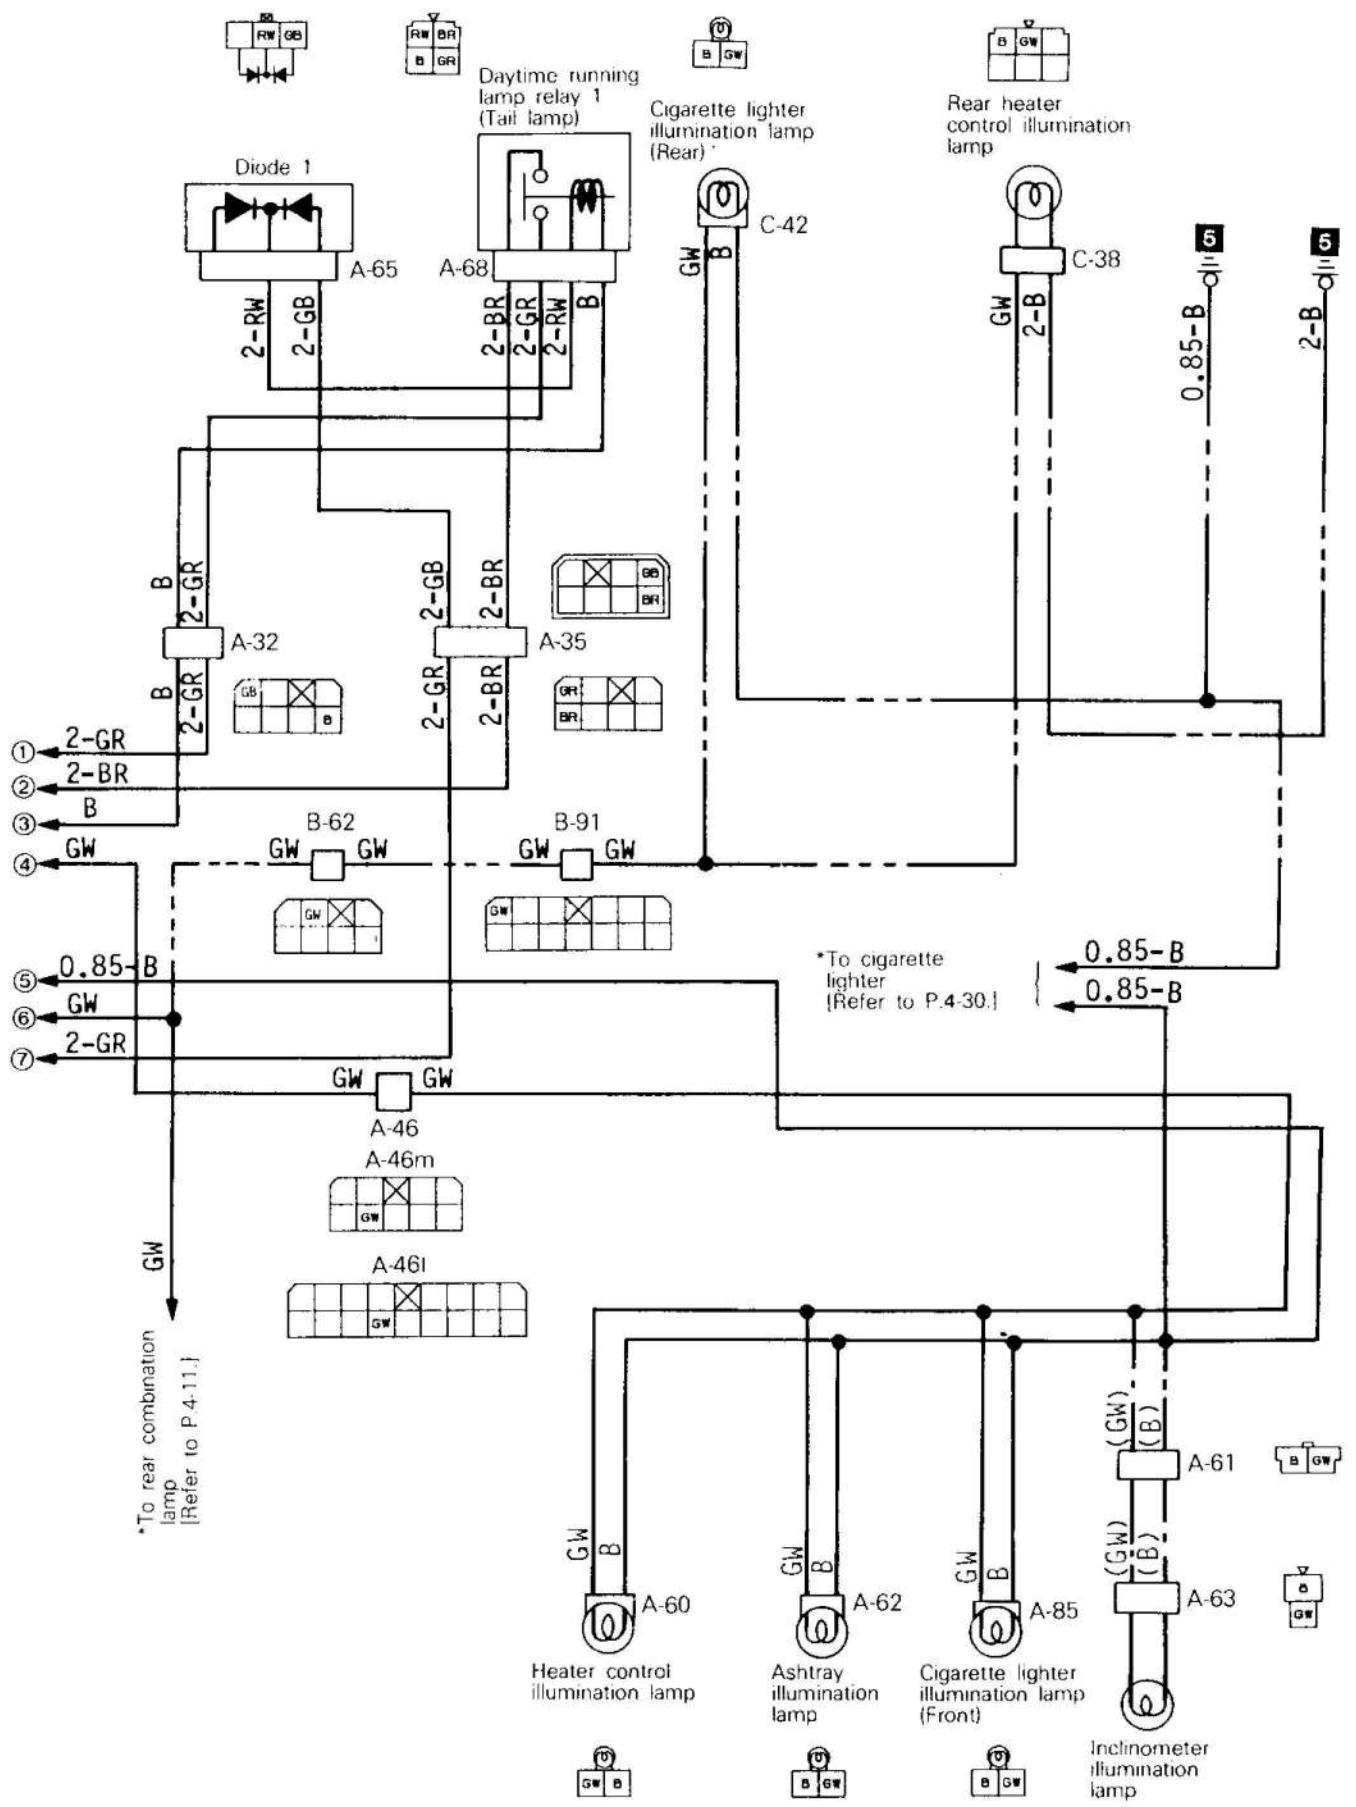 RW GB
RW BR
B GR
B GW
B GW
Daytime running
lamp relay 1
(Tail lamp)
Cigarette lighter
illumination lamp
(Rear)
Rear heater
control illumination
lamp
Diode 1
A-65
A-68
C-42
C-38
5
5
2-RW
2-GB
2-BR
2-GR
2-RW
B
GW
B
GW
2-B
0.85-B
2-B
B
2-GR
2-GB
2-BR
GB
BR
A-32
A-35
B
2-GR
2-GR
2-BR
GB
B
GR
BR
① 2-GR
② 2-BR
③ B
④ GW
B-62
B-91
GW GW
GW GW
GW
GW
*To cigarette
lighter
[Refer to P.4-30.]
0.85-B
0.85-B
⑤ 0.85-B
⑥ GW
⑦ 2-GR
GW GW
A-46
A-46m
GW
A-46l
GW
GW
*To rear combination
lamp
[Refer to P.4-11.]
(GW)
(B)
A-61
B GW
(GW)
(B)
A-63
B
GW
GW
B
A-60
GW
B
A-62
GW
B
A-85
Heater control
illumination lamp
Ashtray
illumination
lamp
Cigarette lighter
illumination lamp
(Front)
Inclinometer
illumination
lamp
GW B
B GW
B GW